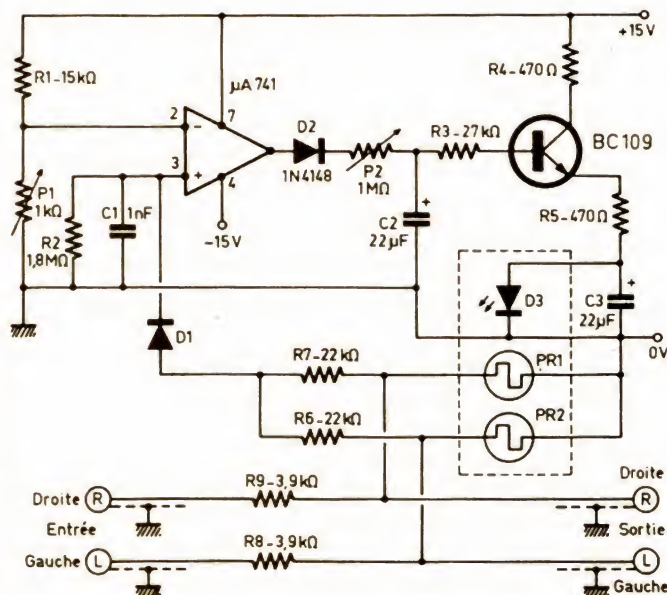 +15V
R1-15kΩ
µA741
R4-470Ω
2
-
7
D2
1N4148
P2
1MΩ
R3-27kΩ
BC109
3
+
4
P1
1kΩ
R2
1,8MΩ
C1
1nF
-15V
+
C2
22µF
R5-470Ω
D3
+
C3
22µF
0V
D1
R7-22kΩ
PR1
R6-22kΩ
PR2
Droite
R
Entrée
R9-3,9kΩ
Droite
R
Sortie
Gauche
L
R8-3,9kΩ
L
Gauche